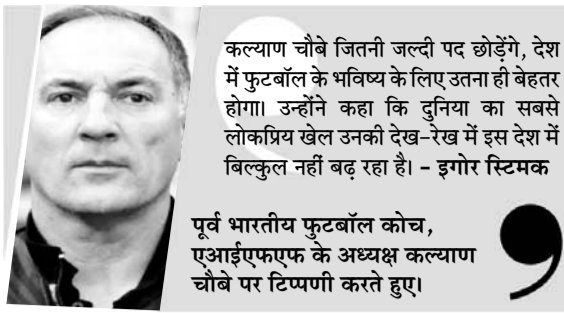 कल्याण चौबे जितनी जल्दी पद छोड़ेंगे, देश
में फुटबॉल के भविष्य के लिए उतना ही बेहतर
होगा। उन्होंने कहा कि दुनिया का सबसे
लोकप्रिय खेल उनकी देख-रेख में इस देश में
बिल्कुल नहीं बढ़ रहा है। - इगोर स्टिमक
पूर्व भारतीय फुटबॉल कोच,
एआईएफएफ के अध्यक्ष कल्याण
चौबे पर टिप्पणी करते हुए।